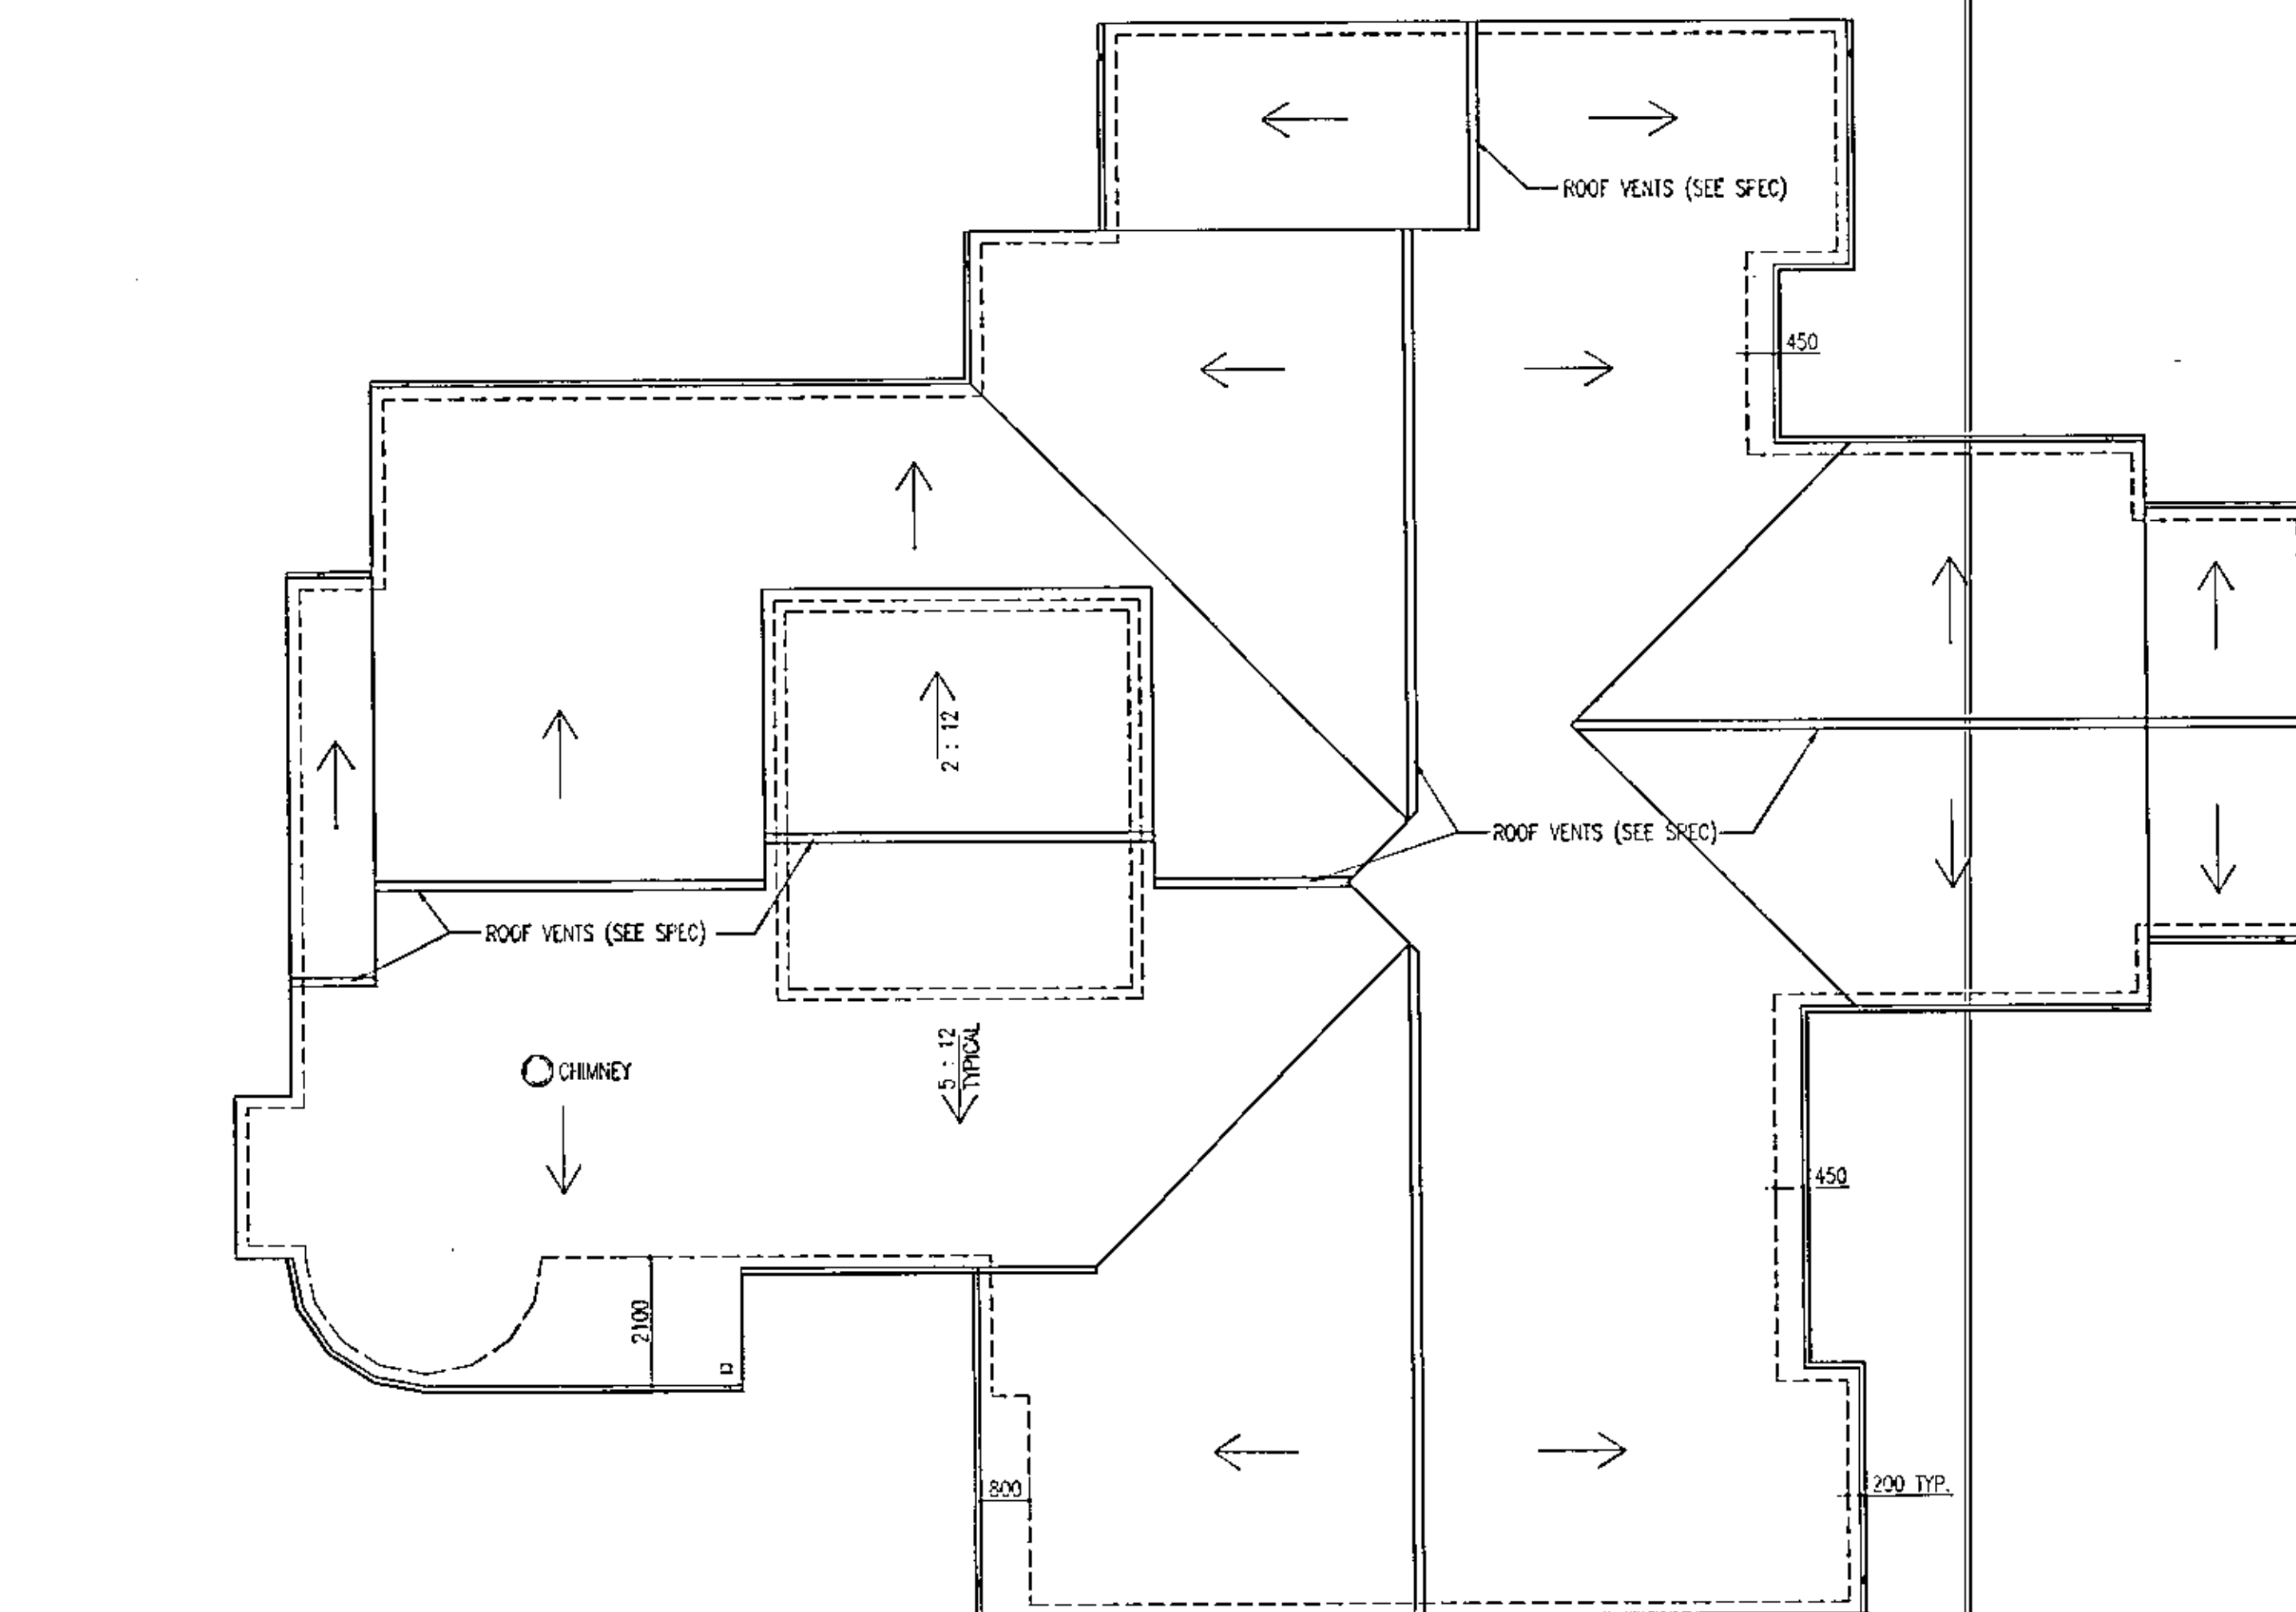 ROOF VENTS (SEE SPEC)
450
2 : 12
ROOF VENTS (SEE SPEC)
ROOF VENTS (SEE SPEC)
5 : 12
TYPICAL
CHIMNEY
450
2100
800
200 TYP.